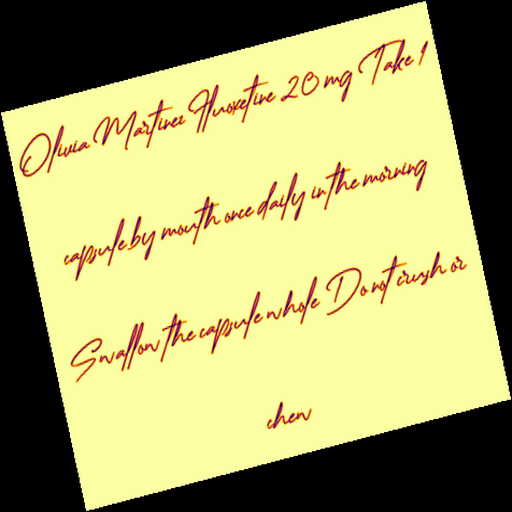 Olivia Martinez Fluoxetine 20 mg Take 1
capsule by mouth once daily in the morning
Swallow the capsule whole Do not crush or
chew